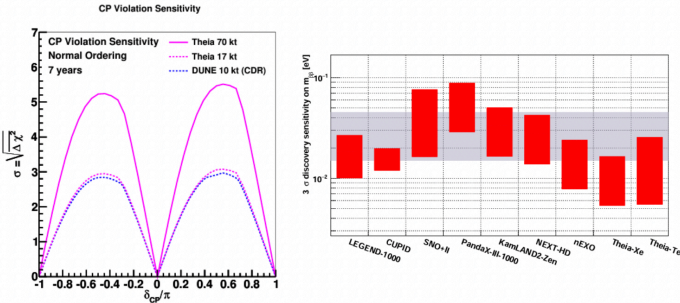 CP Violation Sensitivity
CP Violation Sensitivity
Normal Ordering
7 years
Theia 70 kt
Theia 17 kt
DUNE 10 kt (CDR)
σ = √Δχ²
7
6
5
4
3
2
1
0
-1 -0.8 -0.6 -0.4 -0.2 0 0.2 0.4 0.6 0.8 1
δCP/π
3 σ discovery sensitivity on mββ [eV]
10⁻¹
10⁻²
LEGEND-1000
CUPID
SNO+II
PandaX-III-1000
KamLAND2-Zen
NEXT-HD
nEXO
Theia-Xe
Theia-Te